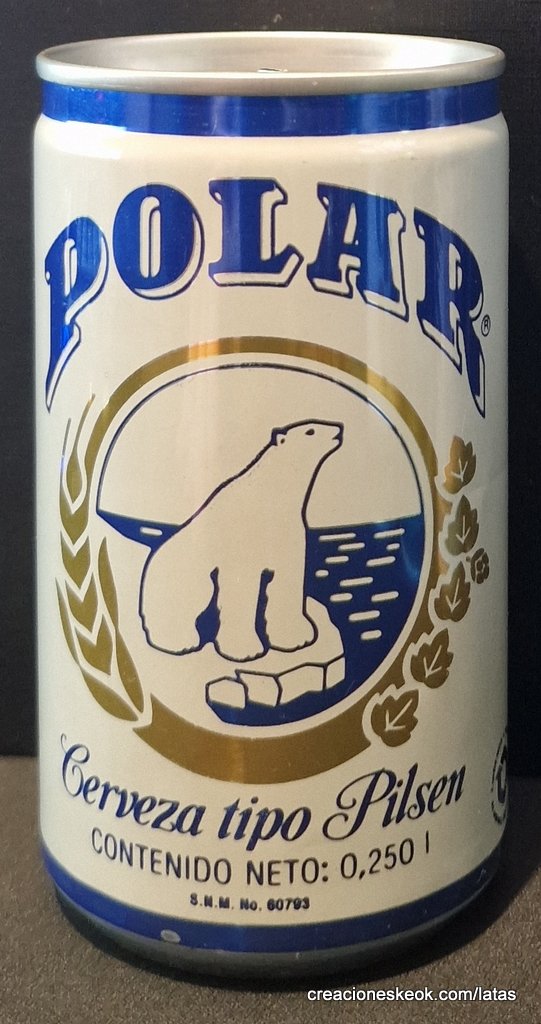 POLAR®
Cerveza tipo Pilsen
CONTENIDO NETO: 0,250 l
S.N.M. No. 60793
creacioneskeok.com/latas